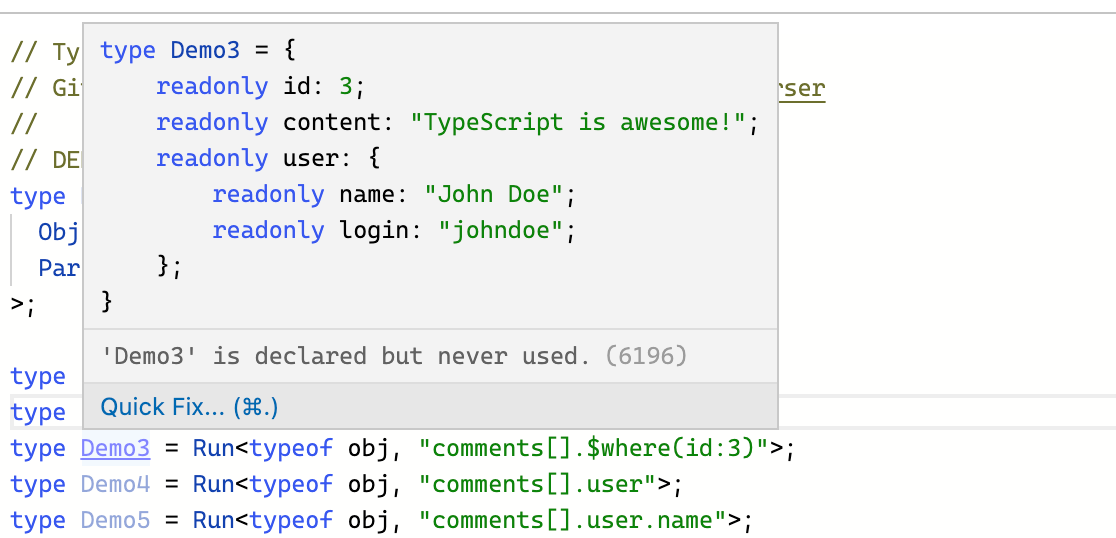 // Ty
type Demo3 = {
// Gi
readonly id: 3;
rser
//
readonly content: "TypeScript is awesome!";
// DE
readonly user: {
type
readonly name: "John Doe";
Obj
readonly login: "johndoe";
Par
};
>;
}
'Demo3' is declared but never used. (6196)
type
Quick Fix... (⌘.)
type
type Demo3 = Run<typeof obj, "comments[].$where(id:3)">;
type Demo4 = Run<typeof obj, "comments[].user">;
type Demo5 = Run<typeof obj, "comments[].user.name">;